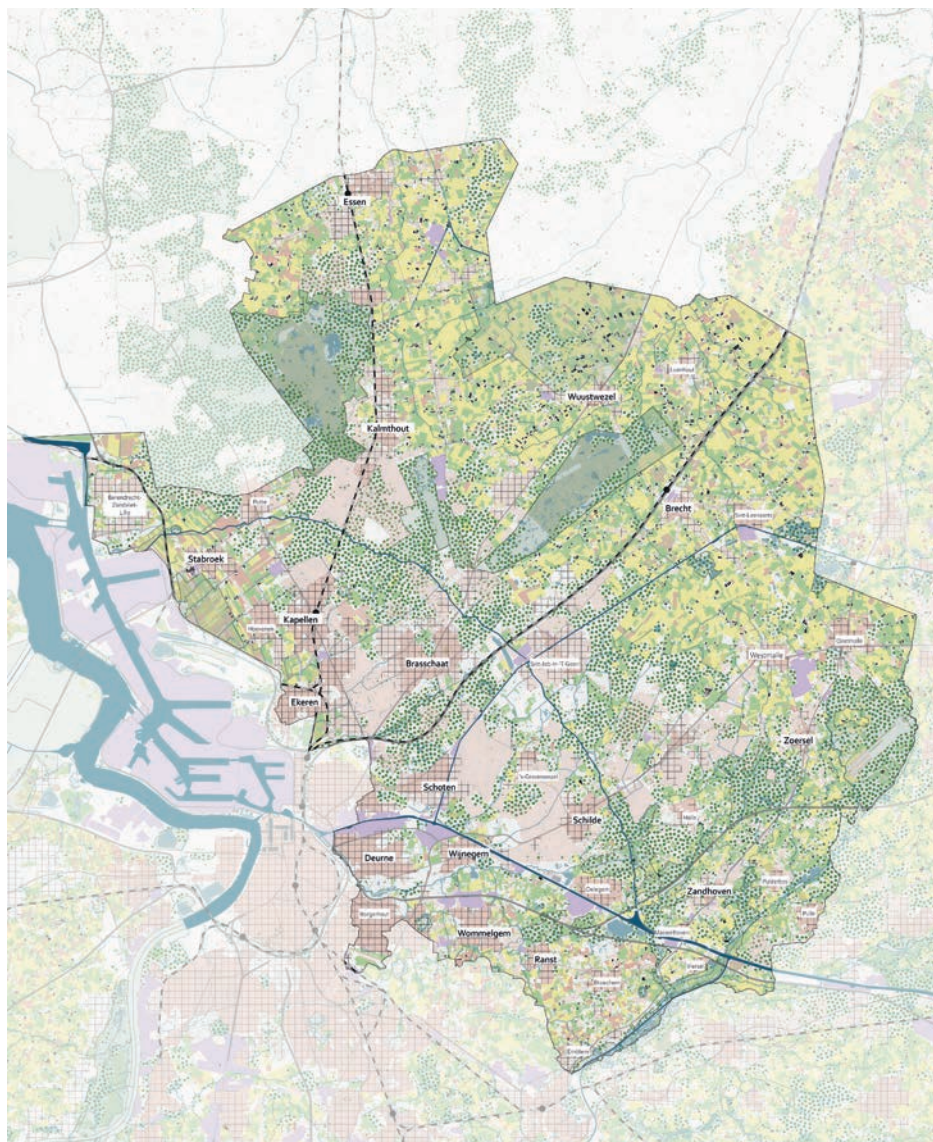 Essen
Wuustwezel
Loenhout
Kalmthout
Berendrecht-
Zandvliet-
Lillo
Putte
Brecht
Sint-Lenaarts
Stabroek
Kapellen
Hoevenen
Brasschaat
Sint-Job-in-'T-Goor
Westmalle
Oostmalle
Ekeren
Zoersel
Schoten
's-Gravenwezel
Schilde
Halle
Deurne
Wijnegem
Oelegem
Zandhoven
Pulderbos
Borgerhout
Pulle
Wommelgem
Massenhoven
Ranst
Viersel
Broechem
Emblem